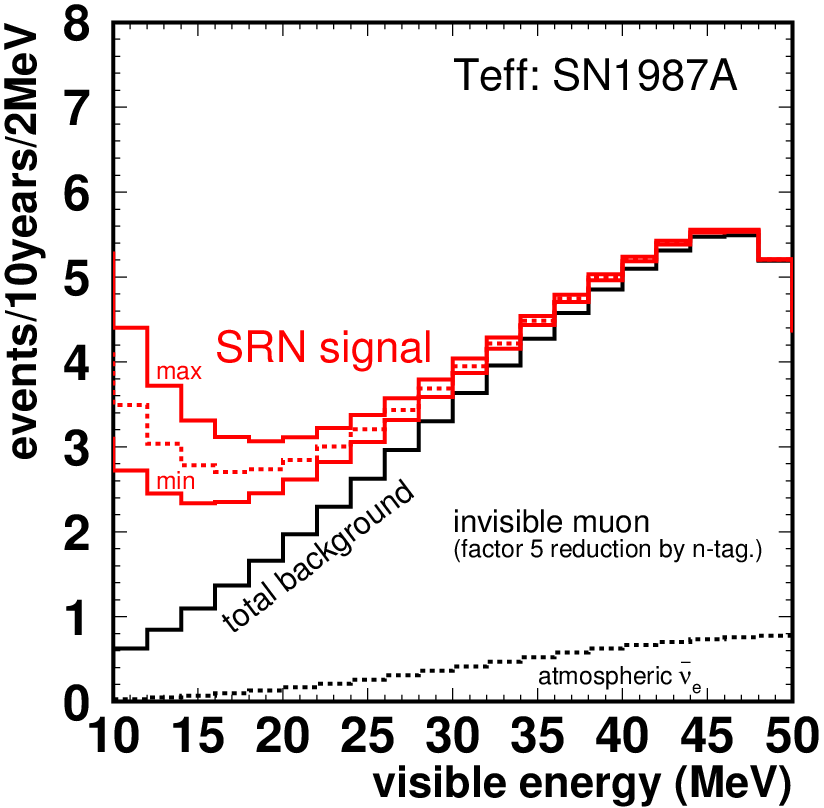 8
7
6
5
4
3
2
1
0
events/10years/2MeV
Teff: SN1987A
SRN signal
max
min
total background
invisible muon
(factor 5 reduction by n-tag.)
atmospheric ν̄e
10 15 20 25 30 35 40 45 50
visible energy (MeV)